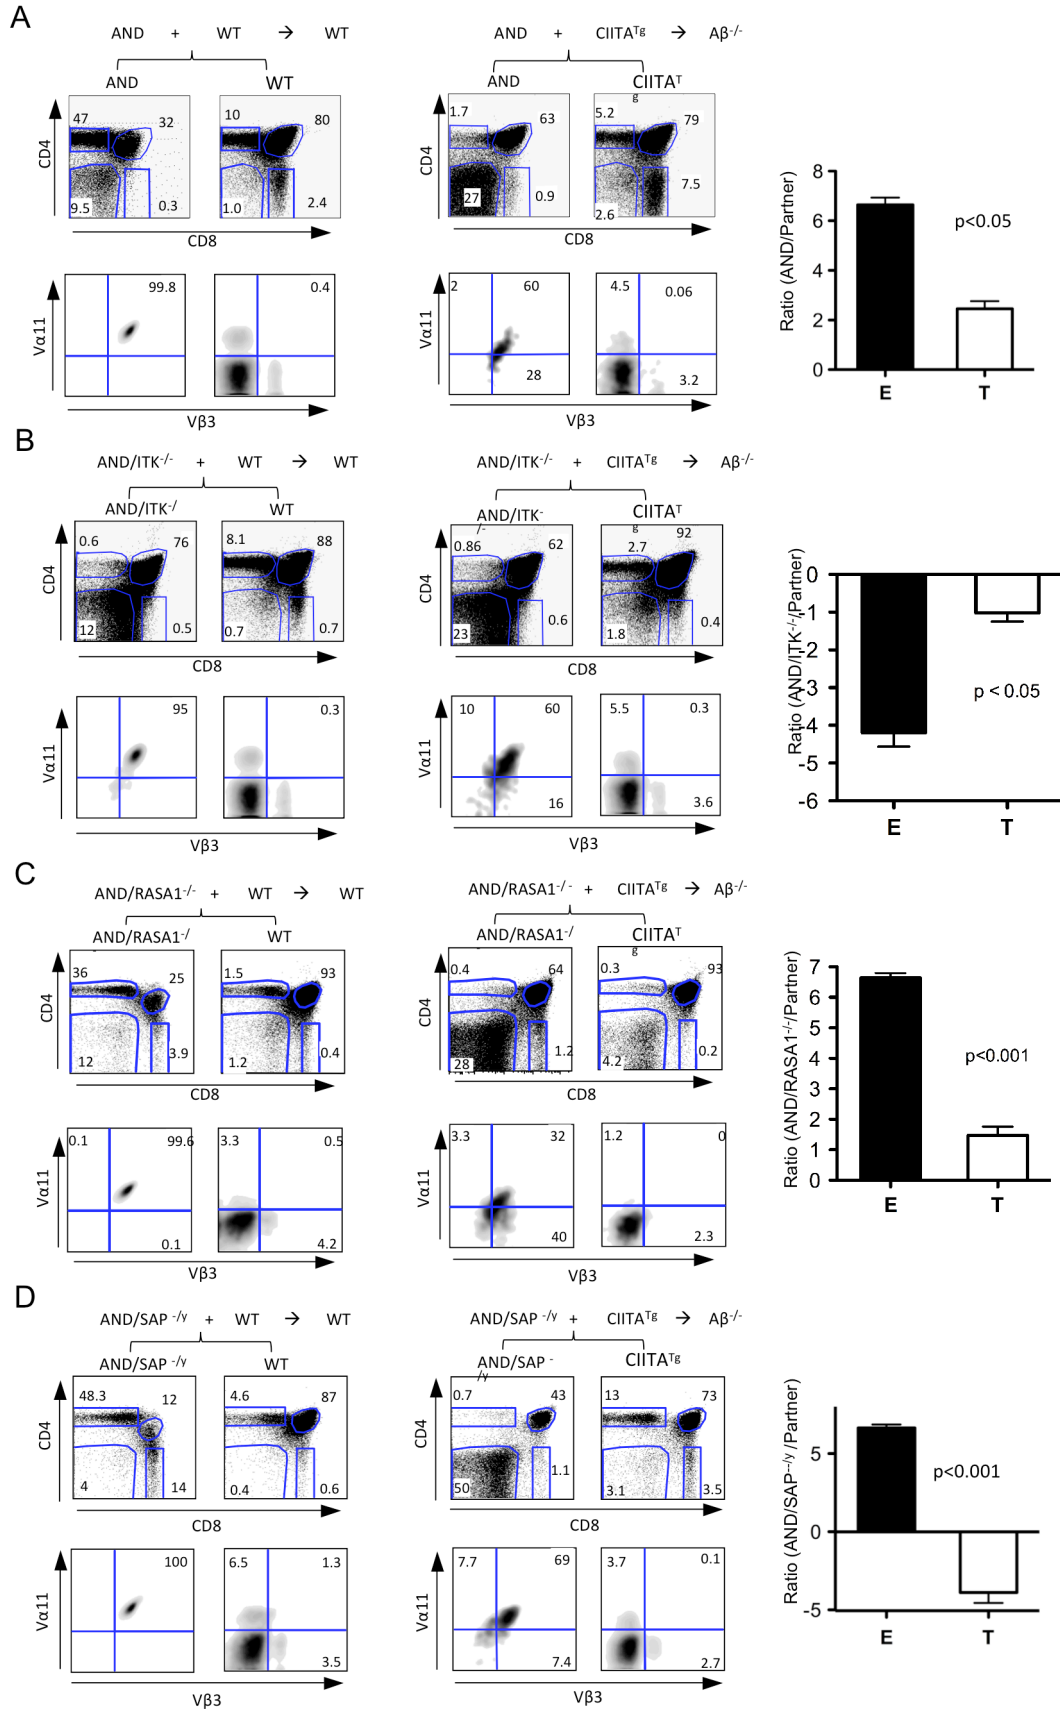 A
AND + WT → WT
AND WT
47 32
10 80
9.5 0.3
1.0 2.4
CD4
CD8
99.8
0.4
Vα11
Vβ3
AND + CIITATg → Aβ-/-
AND CIITAT
g
1.7 63
5.2 79
27 0.9
2.6 7.5
CD4
CD8
2 60
28
4.5 0.06
3.2
Vα11
Vβ3
Ratio (AND/Partner)
8
6
4
2
0
p<0.05
E T
B
AND/ITK-/- + WT → WT
AND/ITK-/ WT
0.6 76
8.1 88
12 0.5
0.7 0.7
CD4
CD8
95
0.3
Vα11
Vβ3
AND/ITK-/- + CIITATg → Aβ-/-
AND/ITK- CIITAT
/- g
0.86 62
2.7 92
23 0.6
1.8 0.4
CD4
CD8
10 60
16
5.5 0.3
3.6
Vα11
Vβ3
Ratio (AND/ITK-/-/Partner)
0
-1
-2
-3
-4
-5
-6
p < 0.05
E T
C
AND/RASA1-/- + WT → WT
AND/RASA1-/ WT
36 25
1.5 93
12 3.9
1.2 0.4
CD4
CD8
0.1 99.6
0.1
3.3 0.5
4.2
Vα11
Vβ3
AND/RASA1-/- + CIITATg → Aβ-/-
AND/RASA1-/ CIITAT
g
0.4 64
0.3 93
28 1.2
4.2 0.2
CD4
CD8
3.3 32
40
1.2 0
2.3
Vα11
Vβ3
Ratio (AND/RASA1-/-/Partner)
7
6
5
4
3
2
1
0
p<0.001
E T
D
AND/SAP -/y + WT → WT
AND/SAP -/y WT
48.3 12
4.6 87
4 14
0.4 0.6
CD4
CD8
100
6.5 1.3
3.5
Vα11
Vβ3
AND/SAP -/y + CIITATg → Aβ-/-
AND/SAP - CIITATg
/y
0.7 43
13 73
50 1.1
3.1 3.5
CD4
CD8
7.7 69
7.4
3.7 0.1
2.7
Vα11
Vβ3
Ratio (AND/SAP--/y/Partner)
5
0
-5
p<0.001
E T